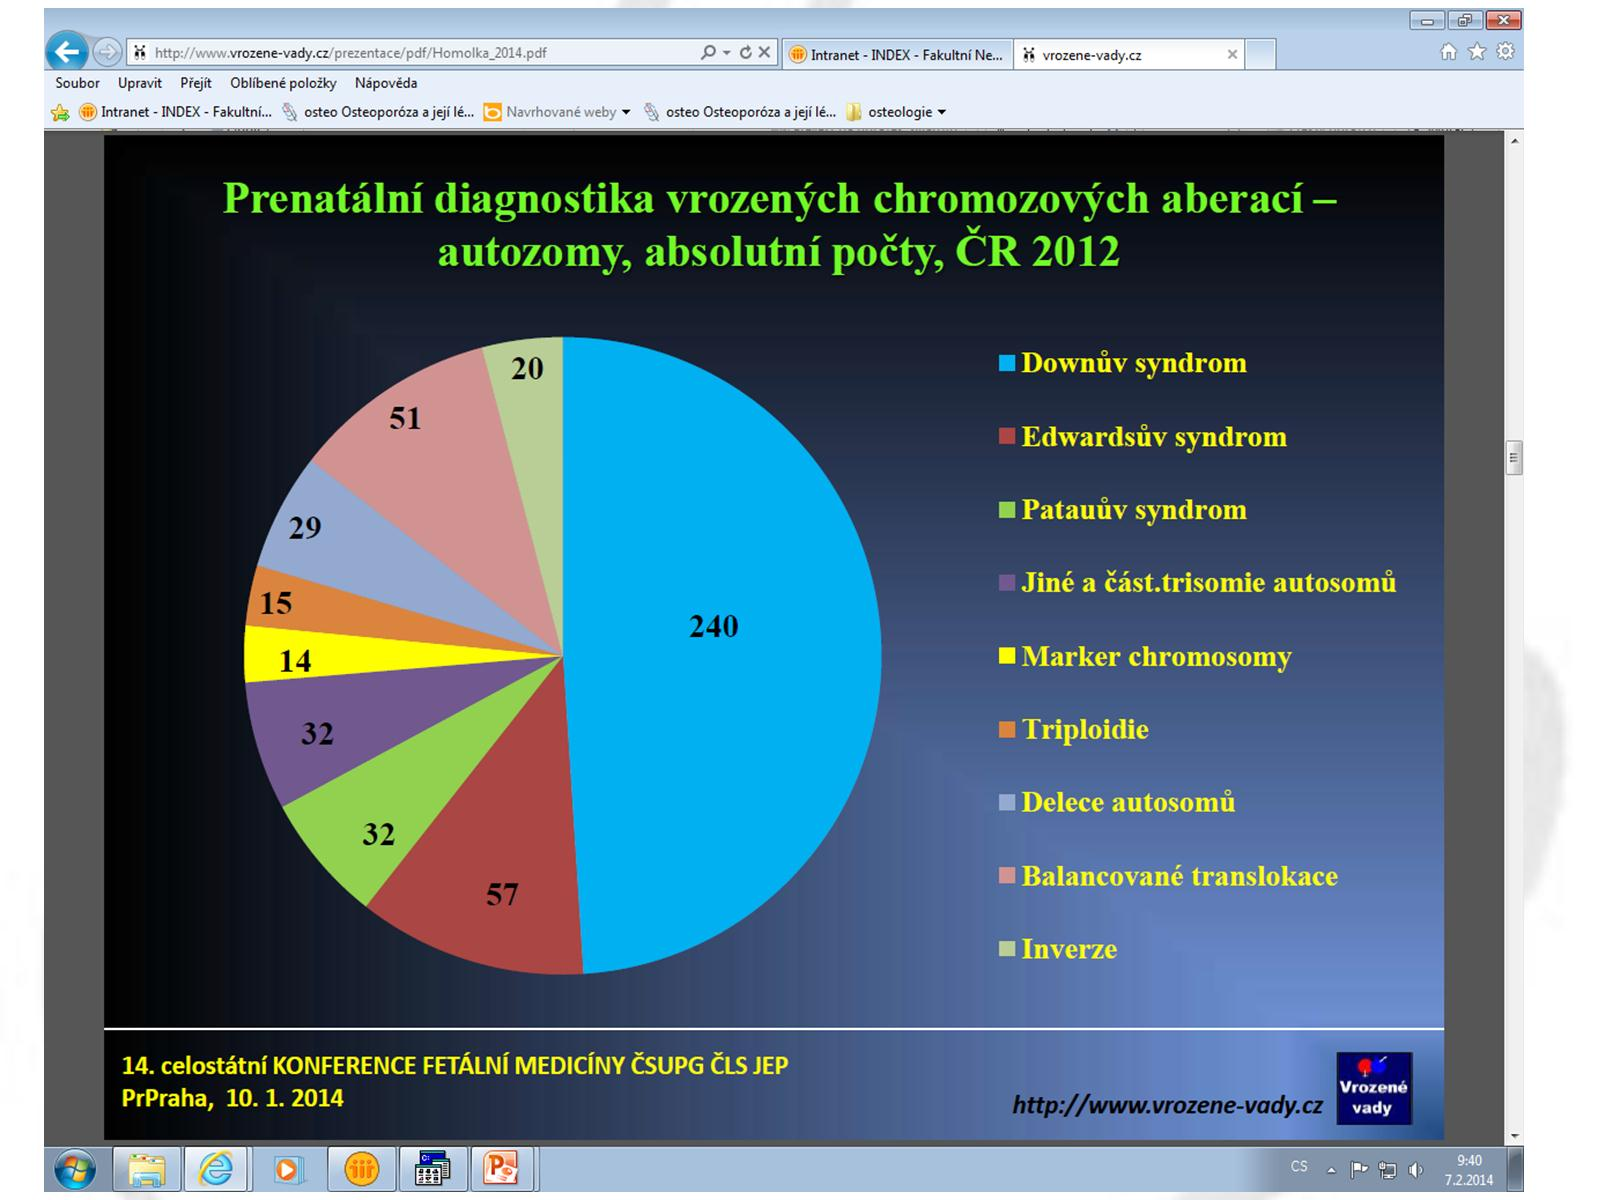 http://www.vrozene-vady.cz/prezentace/pdf/Homolka_2014.pdf
Intranet - INDEX - Fakultní Ne...
vrozene-vady.cz
Soubor Upravit Přejít Oblíbené položky Nápověda
Intranet - INDEX - Fakultní... osteo Osteoporóza a její lé... Navrhované weby osteo Osteoporóza a její lé... osteologie
Prenatální diagnostika vrozených chromozových aberací –
autozomy, absolutní počty, ČR 2012
20
51
29
15
14
32
32
57
240
Downův syndrom
Edwardsův syndrom
Patauův syndrom
Jiné a část.trisomie autosomů
Marker chromosomy
Triploidie
Delece autosomů
Balancované translokace
Inverze
14. celostátní KONFERENCE FETÁLNÍ MEDICÍNY ČSUPG ČLS JEP
PrPraha, 10. 1. 2014
http://www.vrozene-vady.cz
Vrozené
vady
CS
9:40
7.2.2014